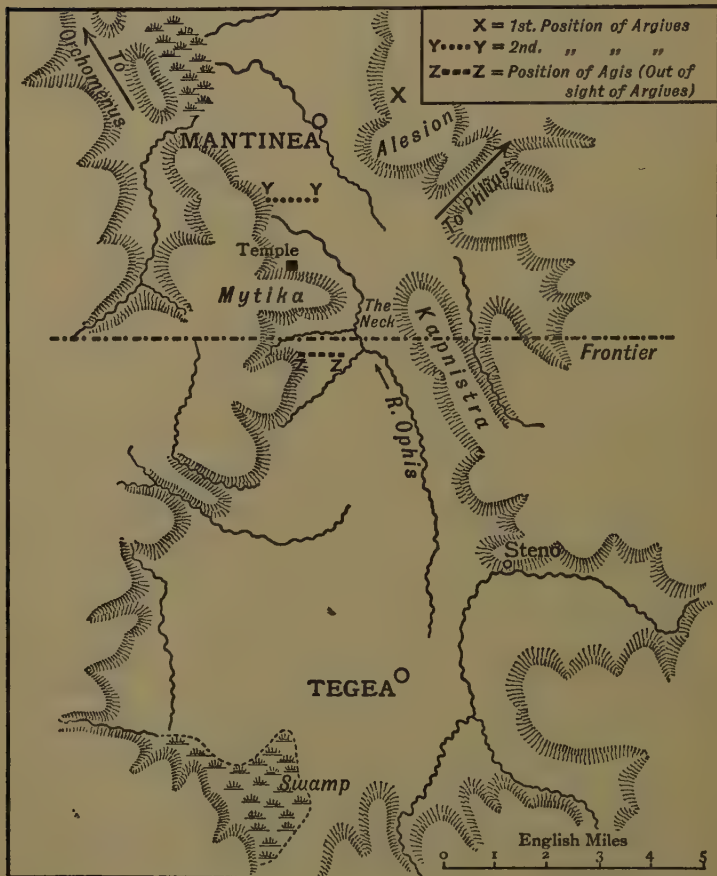 X = 1st. Position of Argives
Y••••Y = 2nd. „ „ „
Z---Z = Position of Agis (Out of
sight of Argives)
To
Orchomenus
MANTINEA
X
Alesion
To Phlius
Y Y
Temple
Mytika
The
Neck
Kapnistra
Frontier
Z Z
R. Ophis
Steno
TEGEA
Swamp
English Miles
0 1 2 3 4 5